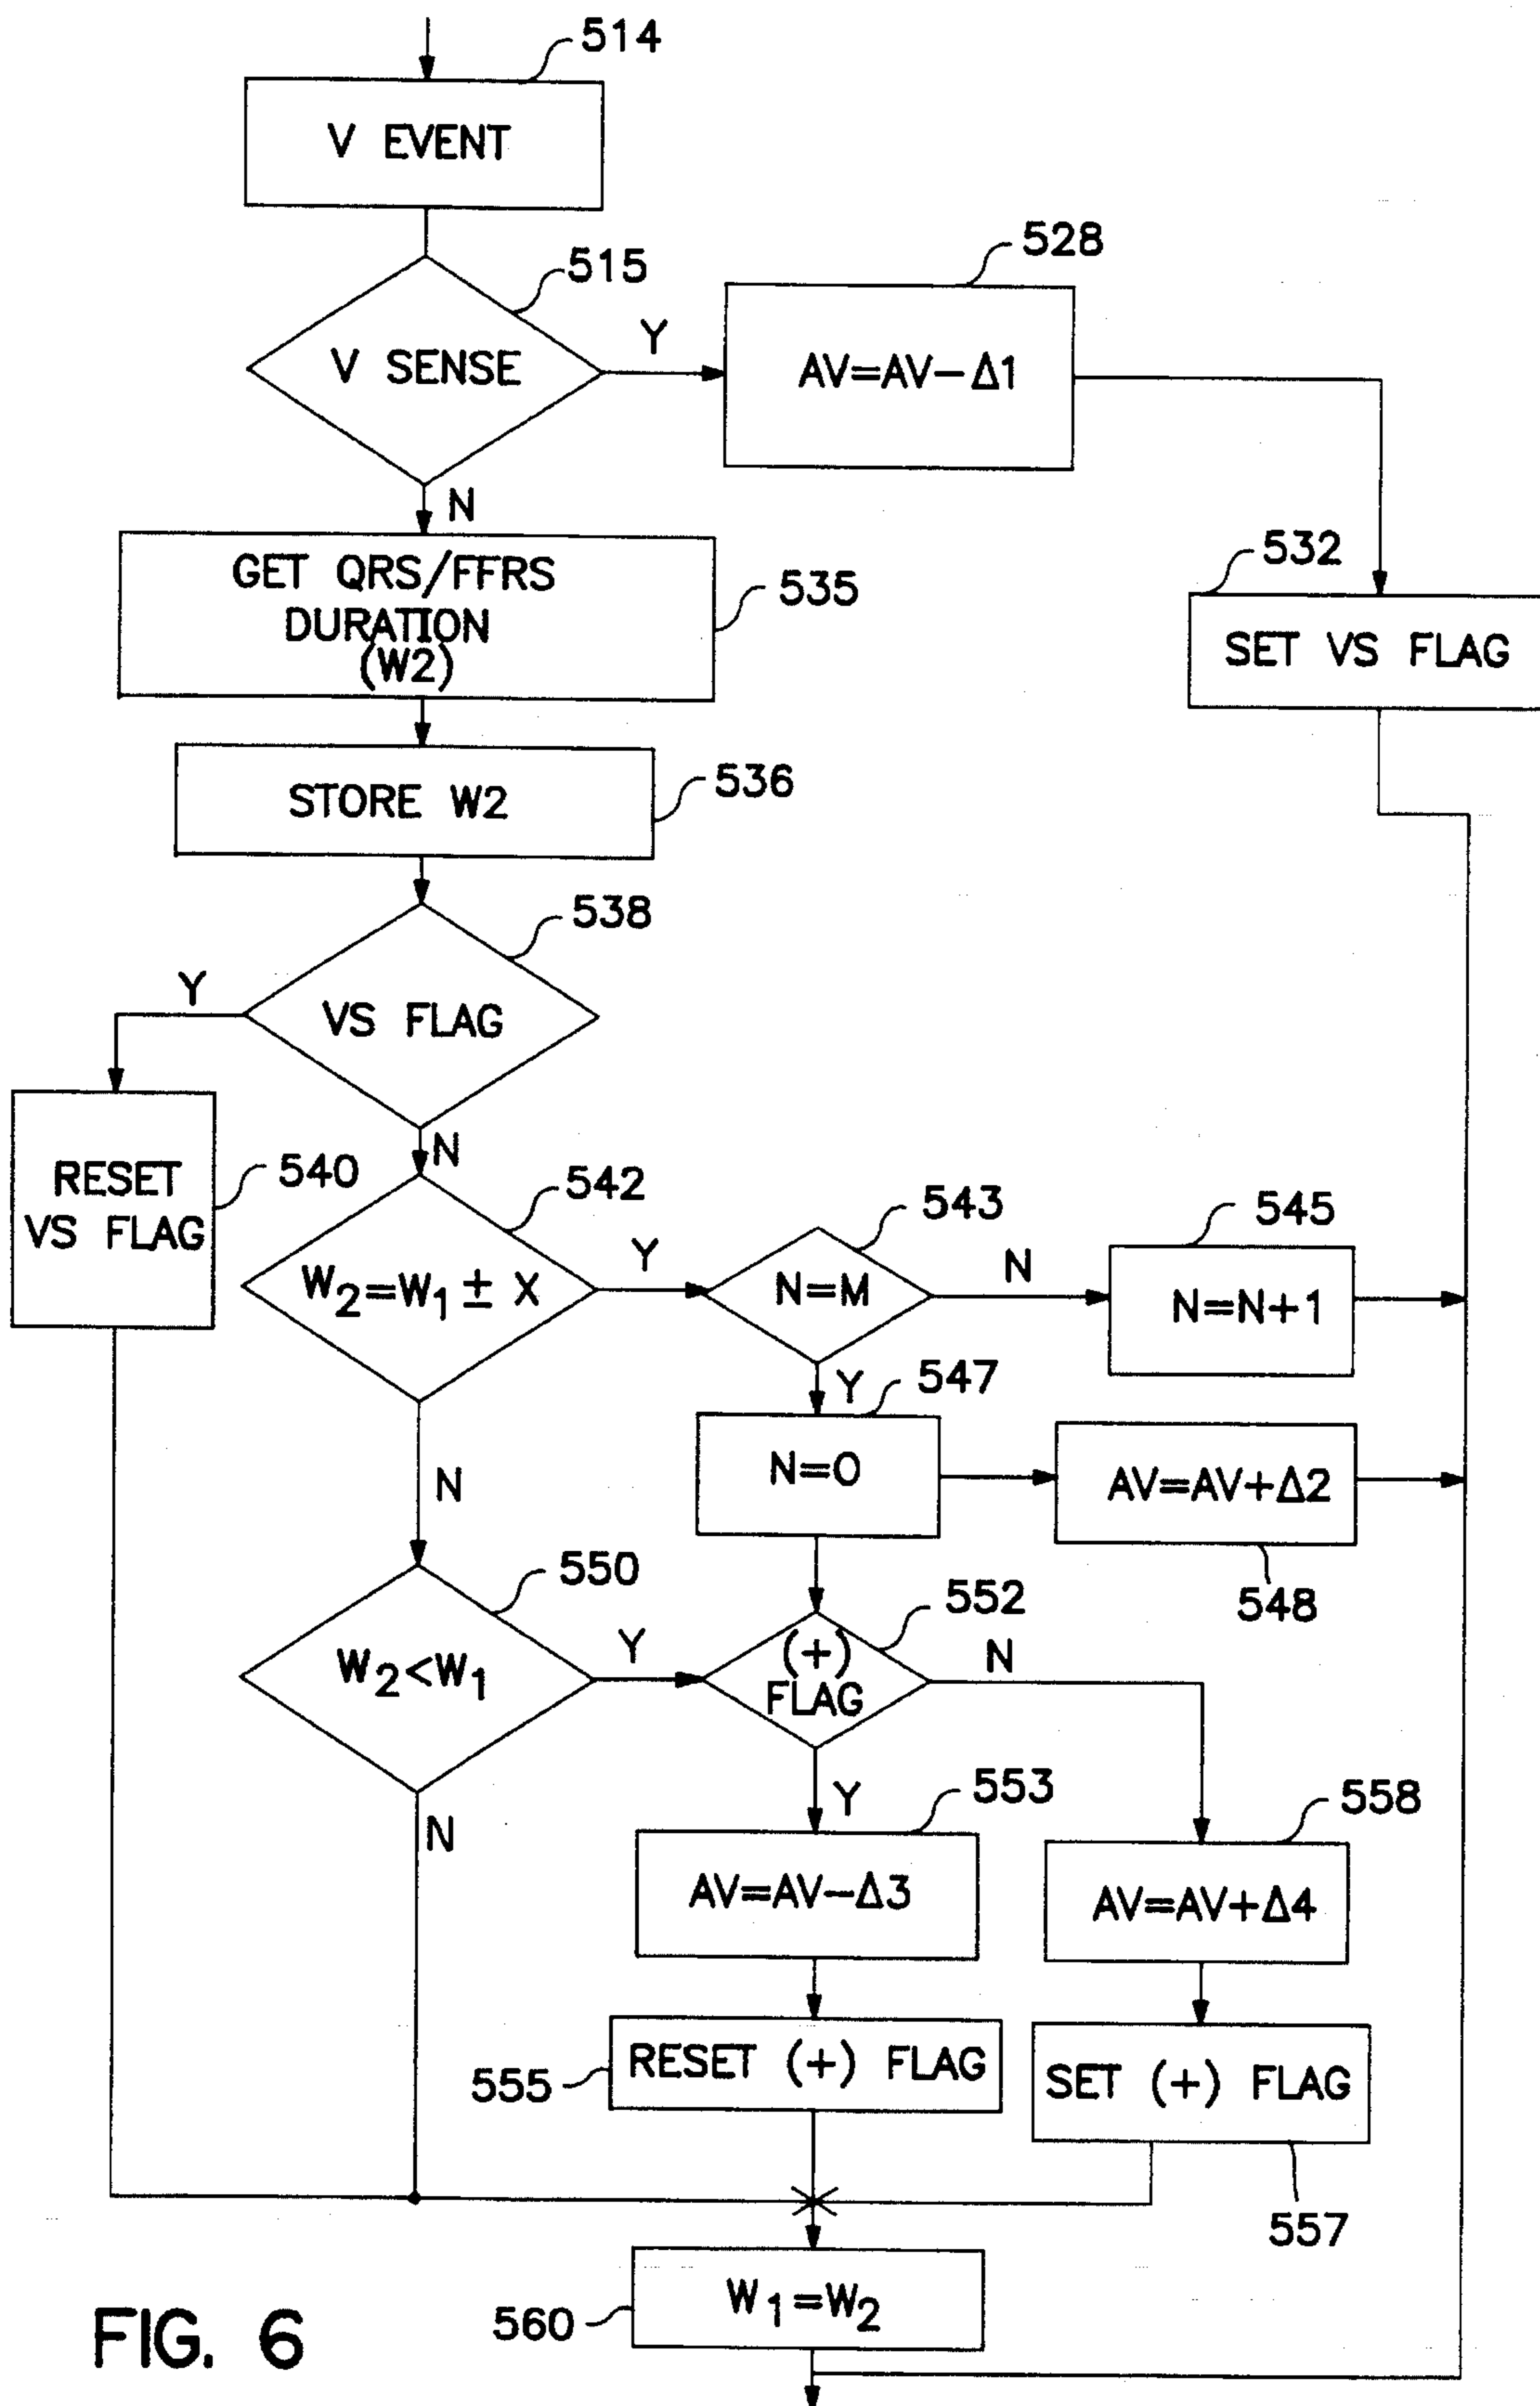 514
V EVENT
515
V SENSE
Y
528
AV=AV−Δ1
N
532
SET VS FLAG
GET QRS/FFRS
DURATION
(W2)
535
STORE W2
536
538
VS FLAG
Y
N
RESET
VS FLAG
540
542
W2=W1 ± X
Y
543
N=M
N
545
N=N+1
Y
547
N=0
AV=AV+Δ2
548
N
550
W2<W1
Y
552
(+)
FLAG
N
N
Y
553
AV=AV−Δ3
558
AV=AV+Δ4
555
RESET (+) FLAG
SET (+) FLAG
557
560
W1=W2
FIG. 6